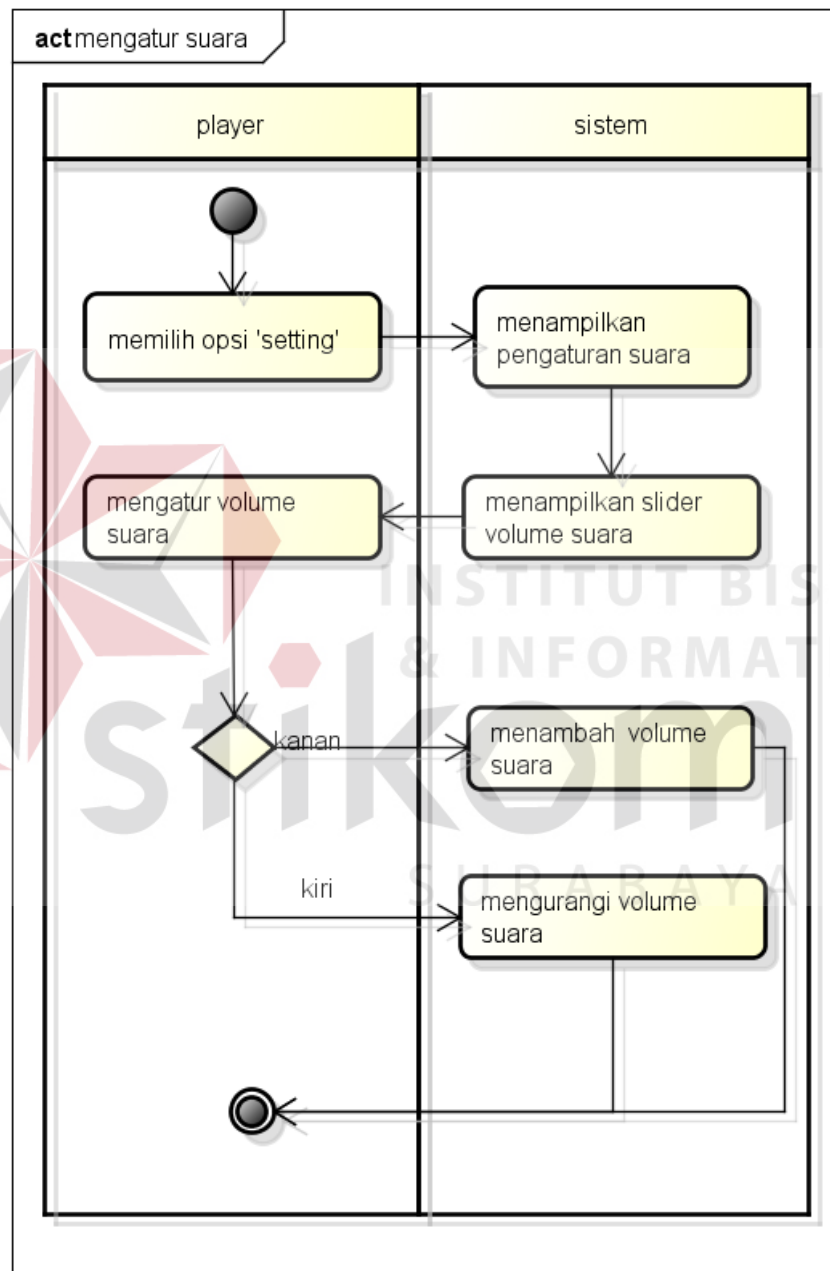 act mengatur suara
player
sistem
memilih opsi 'setting'
menampilkan
pengaturan suara
mengatur volume
suara
menampilkan slider
volume suara
INSTITUT BIS
& INFORMAT
stikom
kanan
menambah volume
suara
kiri
SURABAYA
mengurangi volume
suara